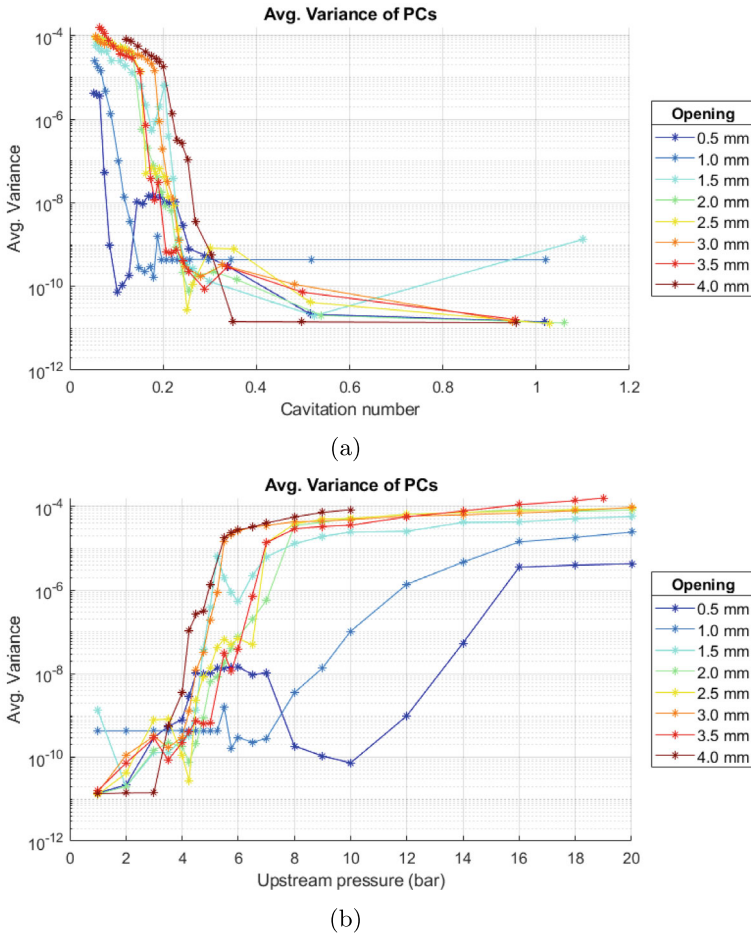 Avg. Variance of PCs
10-4
10-6
10-8
10-10
10-12
Avg. Variance
0
0.2
0.4
0.6
0.8
1
1.2
Cavitation number
Opening
0.5 mm
1.0 mm
1.5 mm
2.0 mm
2.5 mm
3.0 mm
3.5 mm
4.0 mm
(a)
Avg. Variance of PCs
10-4
10-6
10-8
10-10
10-12
Avg. Variance
0
2
4
6
8
10
12
14
16
18
20
Upstream pressure (bar)
Opening
0.5 mm
1.0 mm
1.5 mm
2.0 mm
2.5 mm
3.0 mm
3.5 mm
4.0 mm
(b)